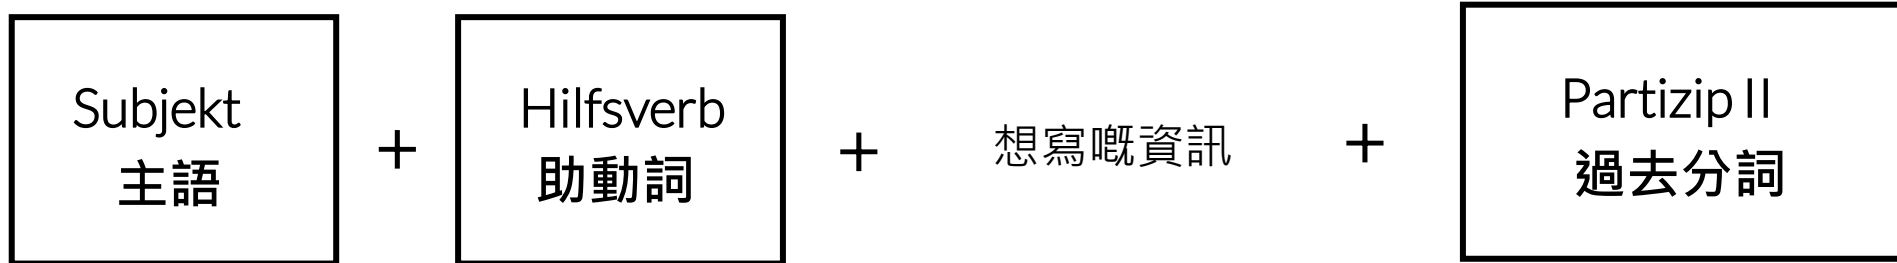 Subjekt
主語
+
Hilfsverb
助動詞
+
想寫嘅資訊
+
Partizip II
過去分詞